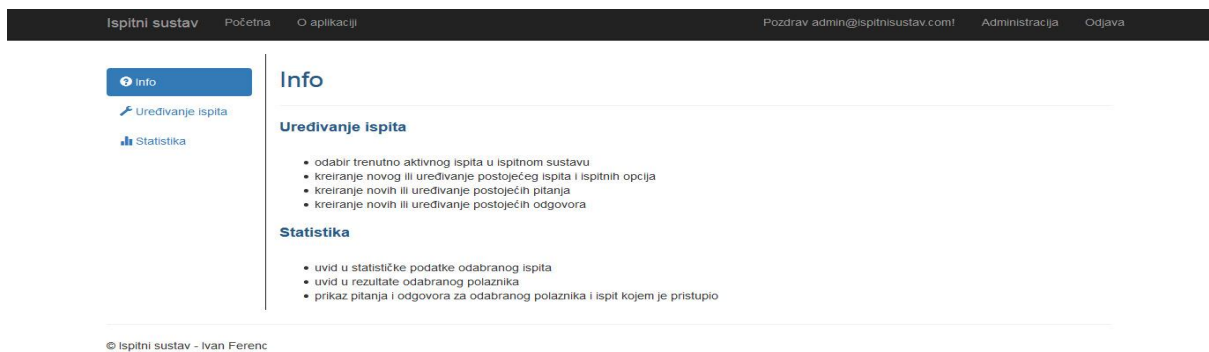 Ispitni sustav Početna O aplikaciji Pozdrav admin@ispitnisustav.com! Administracija Odjava
Info
Uređivanje ispita
Statistika
Info
Uređivanje ispita
odabir trenutno aktivnog ispita u ispitnom sustavu
kreiranje novog ili uređivanje postojećeg ispita i ispitnih opcija
kreiranje novih ili uređivanje postojećih pitanja
kreiranje novih ili uređivanje postojećih odgovora
Statistika
uvid u statističke podatke odabranog ispita
uvid u rezultate odabranog polaznika
prikaz pitanja i odgovora za odabranog polaznika i ispit kojem je pristupio
© Ispitni sustav - Ivan Ferenc